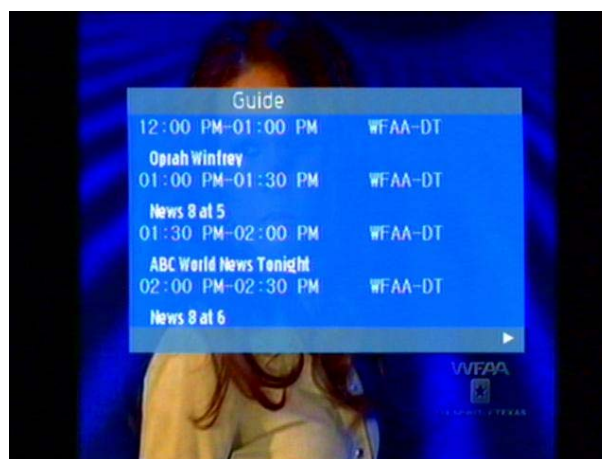 Guide
12:00 PM-01:00 PM WFAA-DT
Oprah Winfrey
01:00 PM-01:30 PM WFAA-DT
News 8 at 5
01:30 PM-02:00 PM WFAA-DT
ABC World News Tonight
02:00 PM-02:30 PM WFAA-DT
News 8 at 6
WFAA
TEXAS